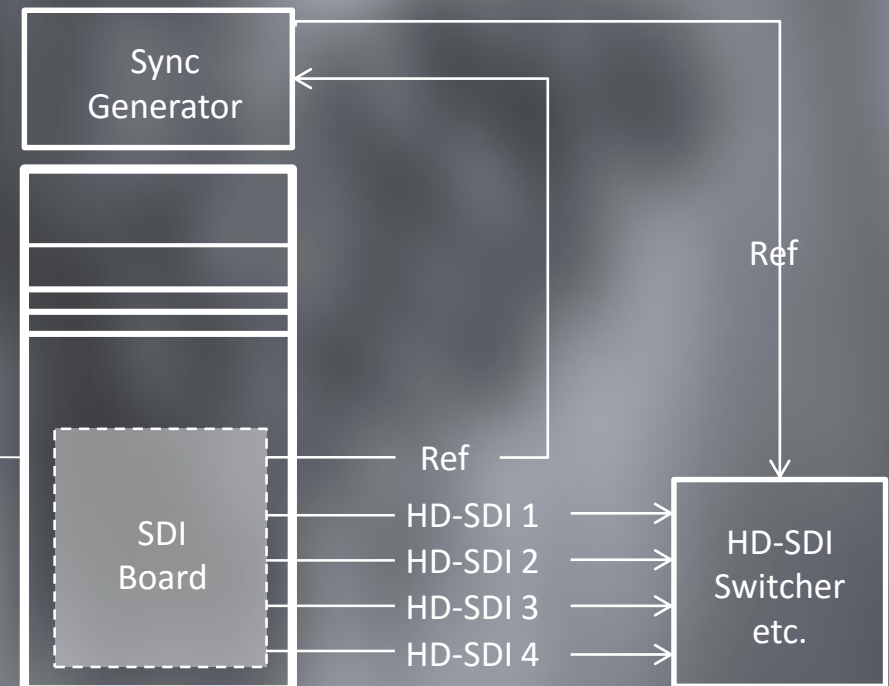 Sync
Generator
Ref
Ref
HD-SDI 1
HD-SDI 2
HD-SDI 3
HD-SDI 4
SDI
Board
HD-SDI
Switcher
etc.